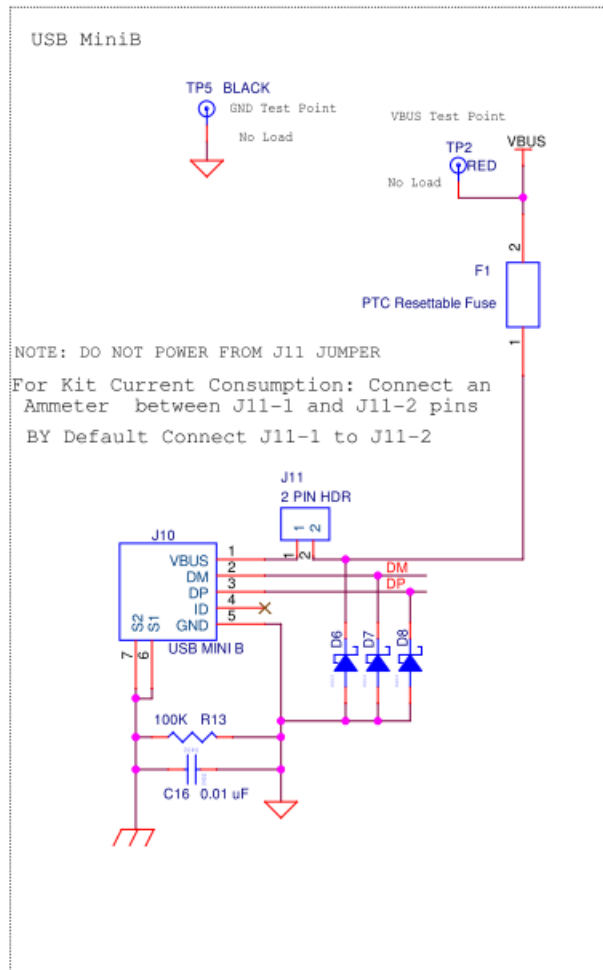 USB MiniB
TP5 BLACK
GND Test Point
No Load
VBUS Test Point
TP2
RED
VBUS
No Load
2
F1
PTC Resettable Fuse
1
NOTE: DO NOT POWER FROM J11 JUMPER
For Kit Current Consumption: Connect an
Ammeter between J11-1 and J11-2 pins
BY Default Connect J11-1 to J11-2
J11
2 PIN HDR
1 2
1 2
J10
VBUS 1
DM 2
DP 3
ID 4
GND 5
S2 S1
7 6
USB MINI B
DM
DP
D6 D7 D8
100K R13
C16 0.01 uF